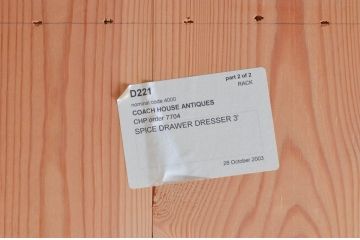 D221
part 2 of 2
nominal code 4000
RACK
COACH HOUSE ANTIQUES
CHP order 7704
SPICE DRAWER DRESSER 3'
28 October 2003